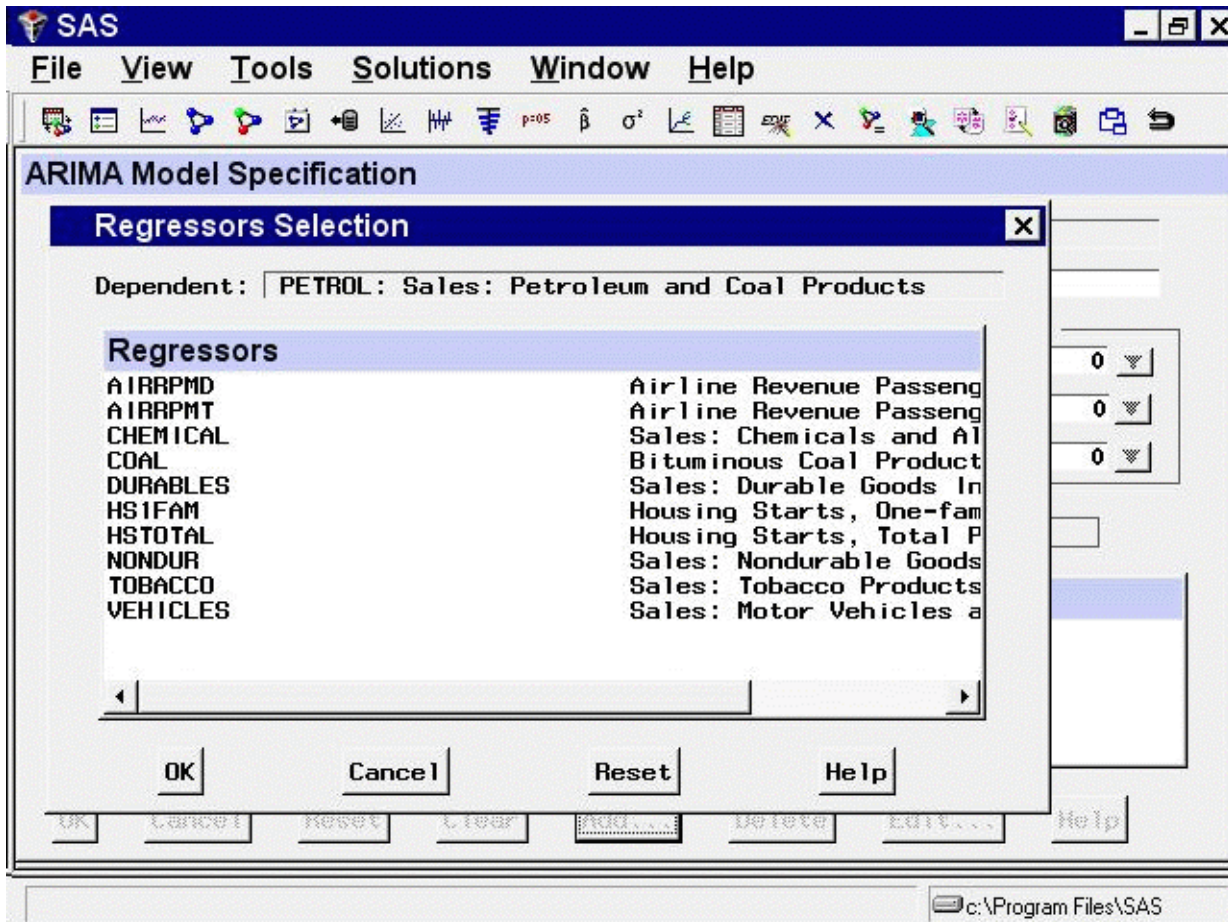 SAS
File View Tools Solutions Window Help
p=05 β̂ σ² EDIT
ARIMA Model Specification
Regressors Selection
Dependent: PETROL: Sales: Petroleum and Coal Products
Regressors
AIRRPMD Airline Revenue Passeng
AIRRPMT Airline Revenue Passeng
CHEMICAL Sales: Chemicals and Al
COAL Bituminous Coal Product
DURABLES Sales: Durable Goods In
HS1FAM Housing Starts, One-fam
HSTOTAL Housing Starts, Total P
NONDUR Sales: Nondurable Goods
TOBACCO Sales: Tobacco Products
VEHICLES Sales: Motor Vehicles a
0
0
0
OK Cancel Reset Help
OK Cancel Reset Clear Add... Delete Edit... Help
c:\Program Files\SAS